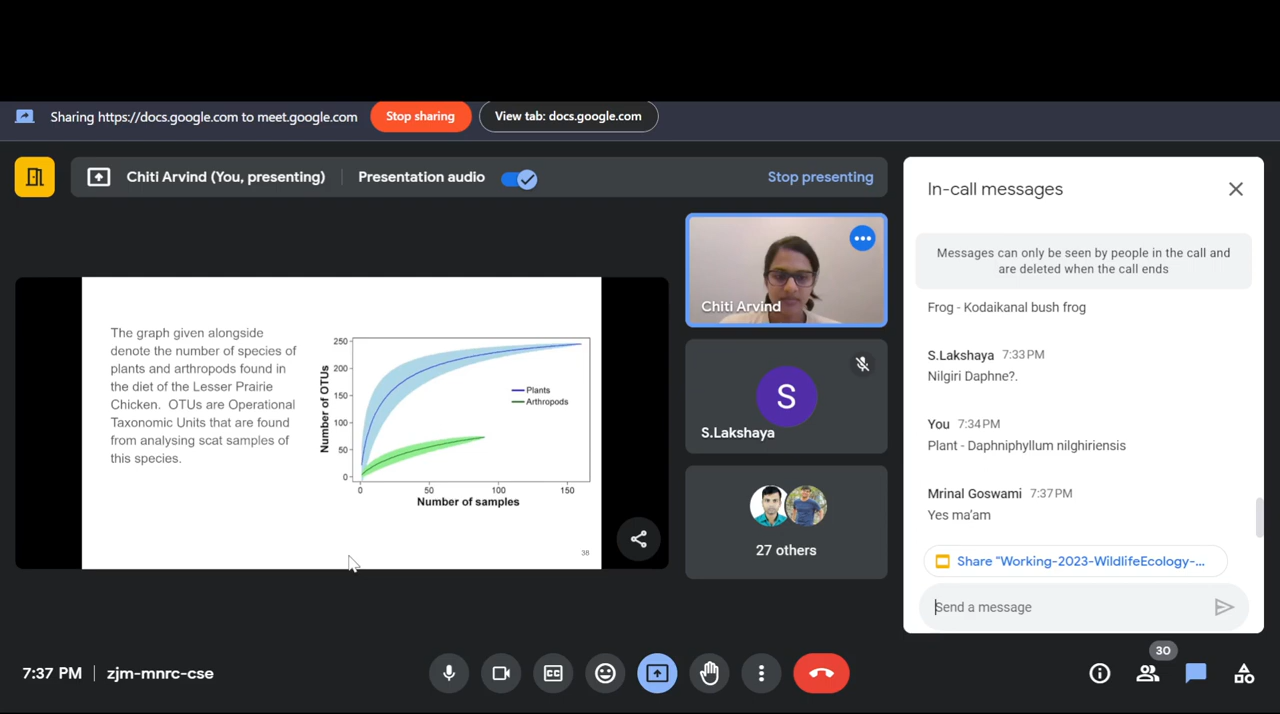 Sharing https://docs.google.com to meet.google.com
Stop sharing
View tab: docs.google.com
Chiti Arvind (You, presenting)
Presentation audio
Stop presenting
The graph given alongside
denote the number of species of
plants and arthropods found in
the diet of the Lesser Prairie
Chicken. OTUs are Operational
Taxonomic Units that are found
from analysing scat samples of
this species.
Number of OTUs
250
200
150
100
50
0
Plants
Arthropods
0 50 100 150
Number of samples
38
Chiti Arvind
S
S.Lakshaya
27 others
In-call messages
Messages can only be seen by people in the call and
are deleted when the call ends
Frog - Kodaikanal bush frog
S.Lakshaya 7:33 PM
Nilgiri Daphne?.
You 7:34 PM
Plant - Daphniphyllum nilghiriensis
Mrinal Goswami 7:37 PM
Yes ma'am
Share "Working-2023-WildlifeEcology-...
Send a message
7:37 PM | zjm-mnrc-cse
CC
30